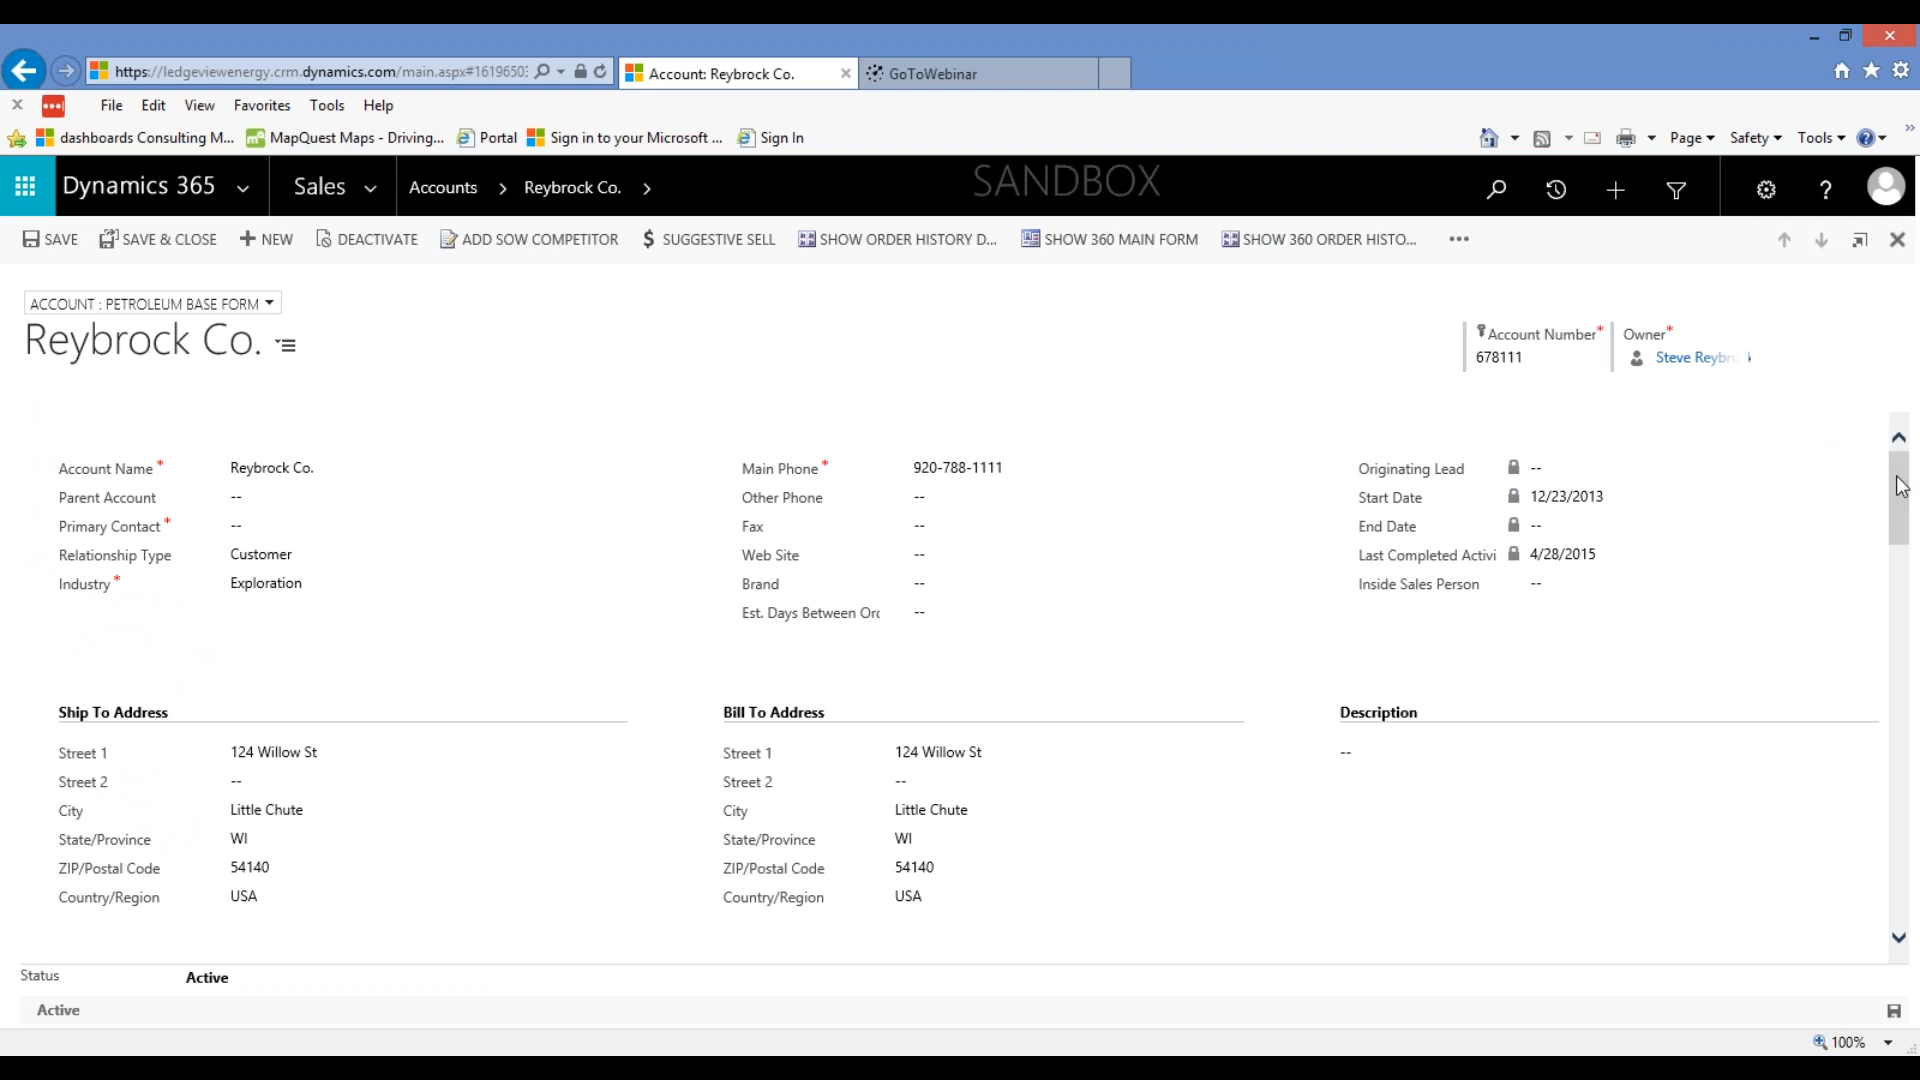 https://ledgeviewenergy.crm.dynamics.com/main.aspx#1619650
Account: Reybrock Co.
GoToWebinar
File Edit View Favorites Tools Help
dashboards Consulting M... MapQuest Maps - Driving... Portal Sign in to your Microsoft ... Sign In
Page Safety Tools
Dynamics 365 Sales Accounts > Reybrock Co. > SANDBOX
SAVE SAVE & CLOSE NEW DEACTIVATE ADD SOW COMPETITOR $ SUGGESTIVE SELL SHOW ORDER HISTORY D... SHOW 360 MAIN FORM SHOW 360 ORDER HISTO... •••
ACCOUNT : PETROLEUM BASE FORM
Reybrock Co.
Account Number* Owner*
678111 Steve
Account Name* Reybrock Co. Main Phone* 920-788-1111 Originating Lead --
Parent Account -- Other Phone -- Start Date 12/23/2013
Primary Contact* -- Fax -- End Date --
Relationship Type Customer Web Site -- Last Completed Activi 4/28/2015
Industry* Exploration Brand -- Inside Sales Person --
Est. Days Between Orc --
Ship To Address Bill To Address Description
Street 1 124 Willow St Street 1 124 Willow St --
Street 2 -- Street 2 --
City Little Chute City Little Chute
State/Province WI State/Province WI
ZIP/Postal Code 54140 ZIP/Postal Code 54140
Country/Region USA Country/Region USA
Status Active
Active
100%